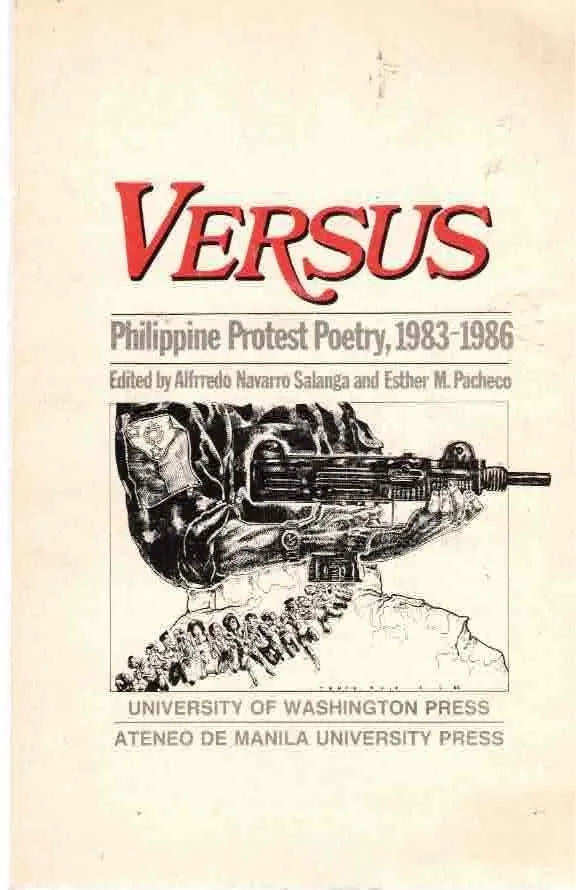 VERSUS
Philippine Protest Poetry, 1983-1986
Edited by Alfrredo Navarro Salanga and Esther M. Pacheco
UNIVERSITY OF WASHINGTON PRESS
ATENEO DE MANILA UNIVERSITY PRESS